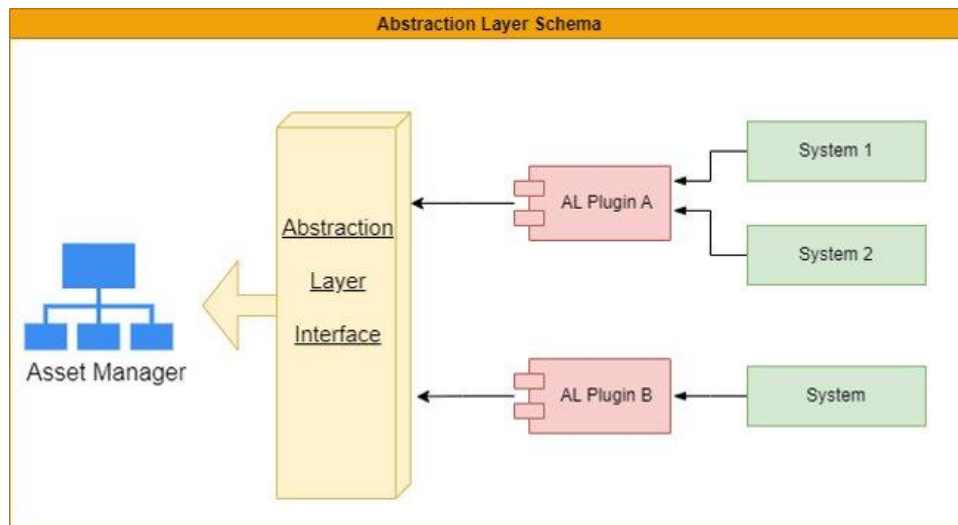 Abstraction Layer Schema
System 1
AL Plugin A
System 2
Abstraction
Layer
Interface
Asset Manager
AL Plugin B
System